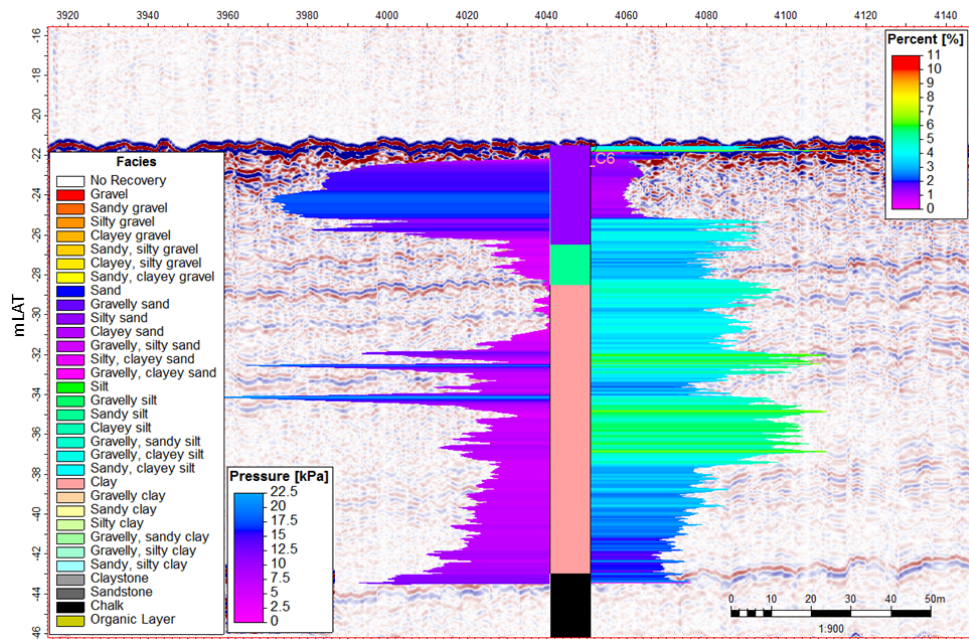 3920 3940 3960 3980 4000 4020 4040 4060 4080 4100 4120 4140
mLAT
-16
-18
-20
-22
-24
-26
-28
-30
-32
-34
-36
-38
-40
-42
-44
-46
Facies
No Recovery
Gravel
Sandy gravel
Silty gravel
Clayey gravel
Sandy, silty gravel
Clayey, silty gravel
Sandy, clayey gravel
Sand
Gravelly sand
Silty sand
Clayey sand
Gravelly, silty sand
Silty, clayey sand
Gravelly, clayey sand
Silt
Gravelly silt
Sandy silt
Clayey silt
Gravelly, sandy silt
Gravelly, clayey silt
Sandy, clayey silt
Clay
Gravelly clay
Sandy clay
Silty clay
Gravelly, sandy clay
Gravelly, silty clay
Sandy, silty clay
Claystone
Sandstone
Chalk
Organic Layer
Pressure [kPa]
22.5
20
17.5
15
12.5
10
7.5
5
2.5
0
C6
Percent [%]
11
10
9
8
7
6
5
4
3
2
1
0
0 10 20 30 40 50m
1:900